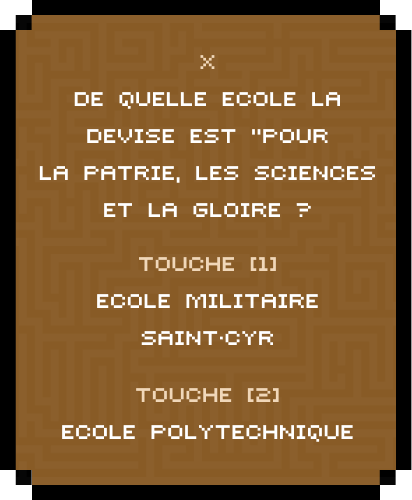 X
DE QUELLE ECOLE LA
DEVISE EST "POUR
LA PATRIE, LES SCIENCES
ET LA GLOIRE ?
TOUCHE [1]
ECOLE MILITAIRE
SAINT-CYR
TOUCHE [2]
ECOLE POLYTECHNIQUE